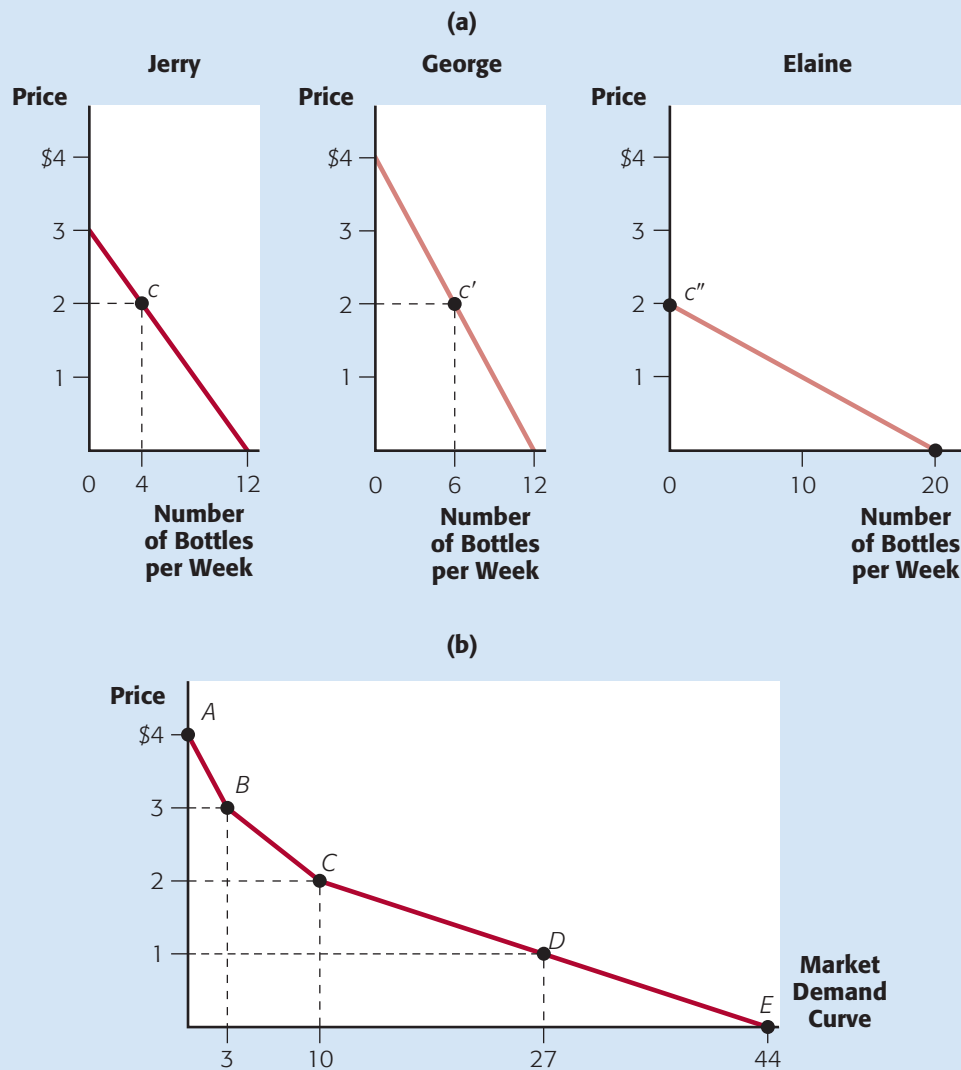 (a)
Jerry
George
Elaine
Price
Price
Price
$4
3
2
1
c
0 4 12
Number
of Bottles
per Week
$4
3
2
1
c′
0 6 12
Number
of Bottles
per Week
$4
3
2
1
c″
0 10 20
Number
of Bottles
per Week
(b)
Price
$4
3
2
1
A
B
C
D
E
Market
Demand
Curve
3 10 27 44